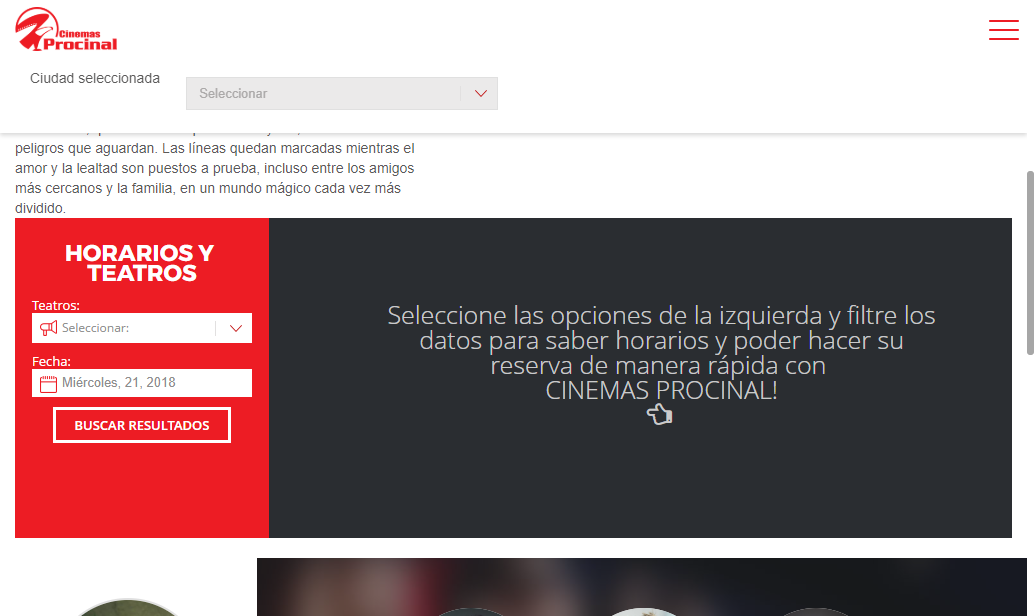 Cinemas
Procinal
Ciudad seleccionada
Seleccionar
peligros que aguardan. Las líneas quedan marcadas mientras el
amor y la lealtad son puestos a prueba, incluso entre los amigos
más cercanos y la familia, en un mundo mágico cada vez más
dividido.
HORARIOS Y
TEATROS
Teatros:
Seleccionar:
Fecha:
Miércoles, 21, 2018
BUSCAR RESULTADOS
Seleccione las opciones de la izquierda y filtre los
datos para saber horarios y poder hacer su
reserva de manera rápida con
CINEMAS PROCINAL!